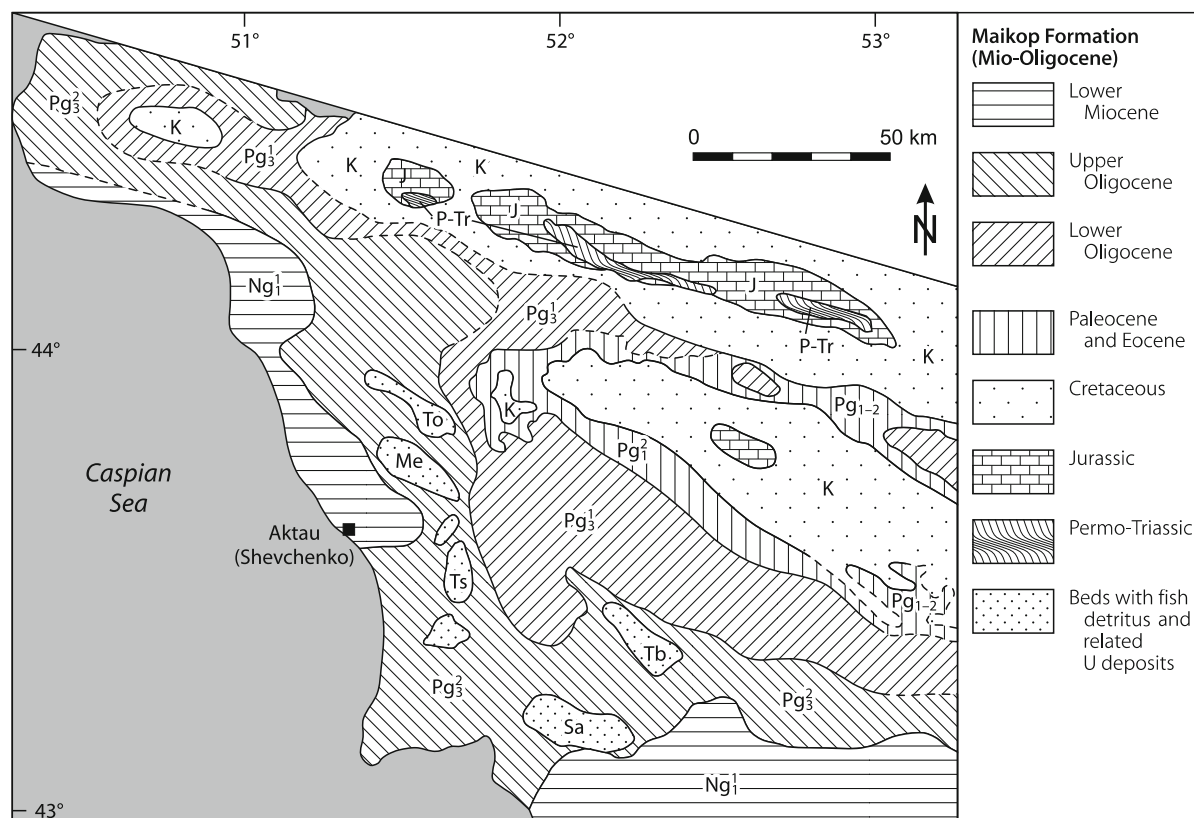 51°
52°
53°
Pg₃²
K
Pg₃¹
K
J
K
P-Tr
J
0 50 km
N
Ng₁¹
J
Pg₃¹
P-Tr
K
44°
K
To
Pg₁₋₂
Me
Pg₁²
Caspian
Sea
K
Pg₃¹
Aktau
(Shevchenko)
Ts
Pg₁₋₂
Tb
Pg₃²
Pg₃²
Sa
Ng₁¹
43°
Maikop Formation
(Mio-Oligocene)
Lower
Miocene
Upper
Oligocene
Lower
Oligocene
Paleocene
and Eocene
Cretaceous
Jurassic
Permo-Triassic
Beds with fish
detritus and
related
U deposits